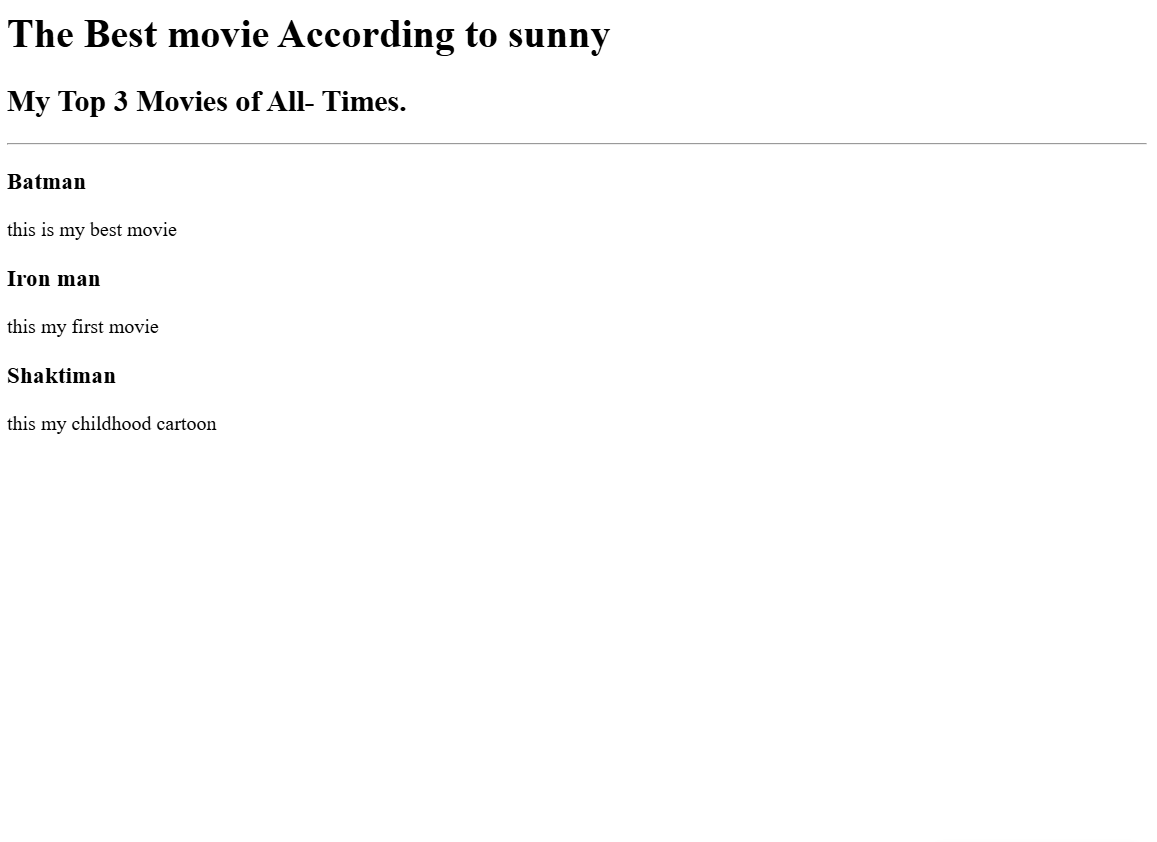 The Best movie According to sunny
My Top 3 Movies of All- Times.
Batman
this is my best movie
Iron man
this my first movie
Shaktiman
this my childhood cartoon